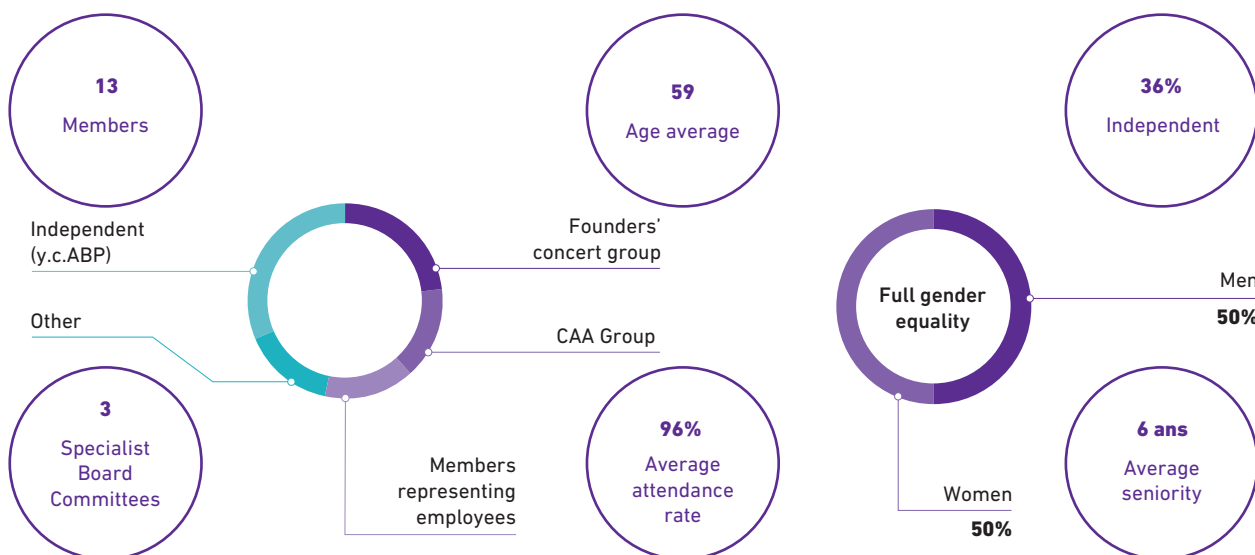 13
Members
59
Age average
36%
Independent
Independent
(y.c.ABP)
Founders’
concert group
Other
CAA Group
Full gender
equality
Men
50%
3
Specialist
Board
Committees
Members
representing
employees
96%
Average
attendance
rate
Women
50%
6 ans
Average
seniority